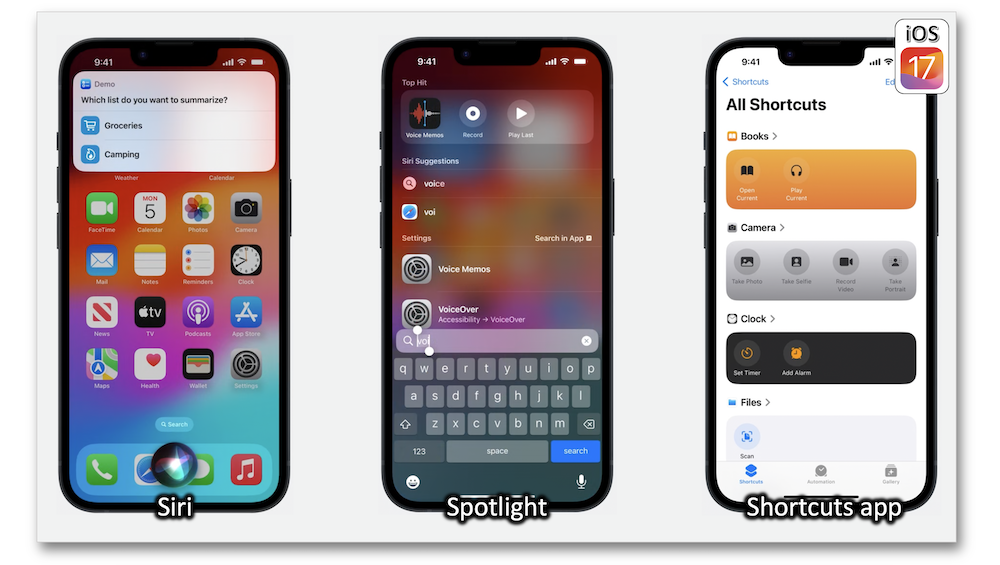 iOS
17
9:41
Demo
Which list do you want to summarize?
Groceries
Camping
Weather
Calendar
MON
5
FaceTime
Calendar
Photos
Camera
Mail
Notes
Reminders
Clock
tv
News
TV
Podcasts
App Store
Maps
Health
Wallet
Settings
Search
Siri
9:41
Top Hit
Voice Memos
Record
Play Last
Siri Suggestions
voice
voi
Settings
Search in App
Voice Memos
VoiceOver
Accessibility → VoiceOver
voi
q w e r t y u i o p
a s d f g h j k l
z x c v b n m
123
space
search
Spotlight
9:41
Shortcuts
Ed
All Shortcuts
Books
Open
Current
Play
Current
Camera
Take Photo
Take Selfie
Record
Video
Take
Portrait
Clock
Set Timer
Add Alarm
Files
Scan
Shortcuts
Automation
Gallery
Shortcuts app